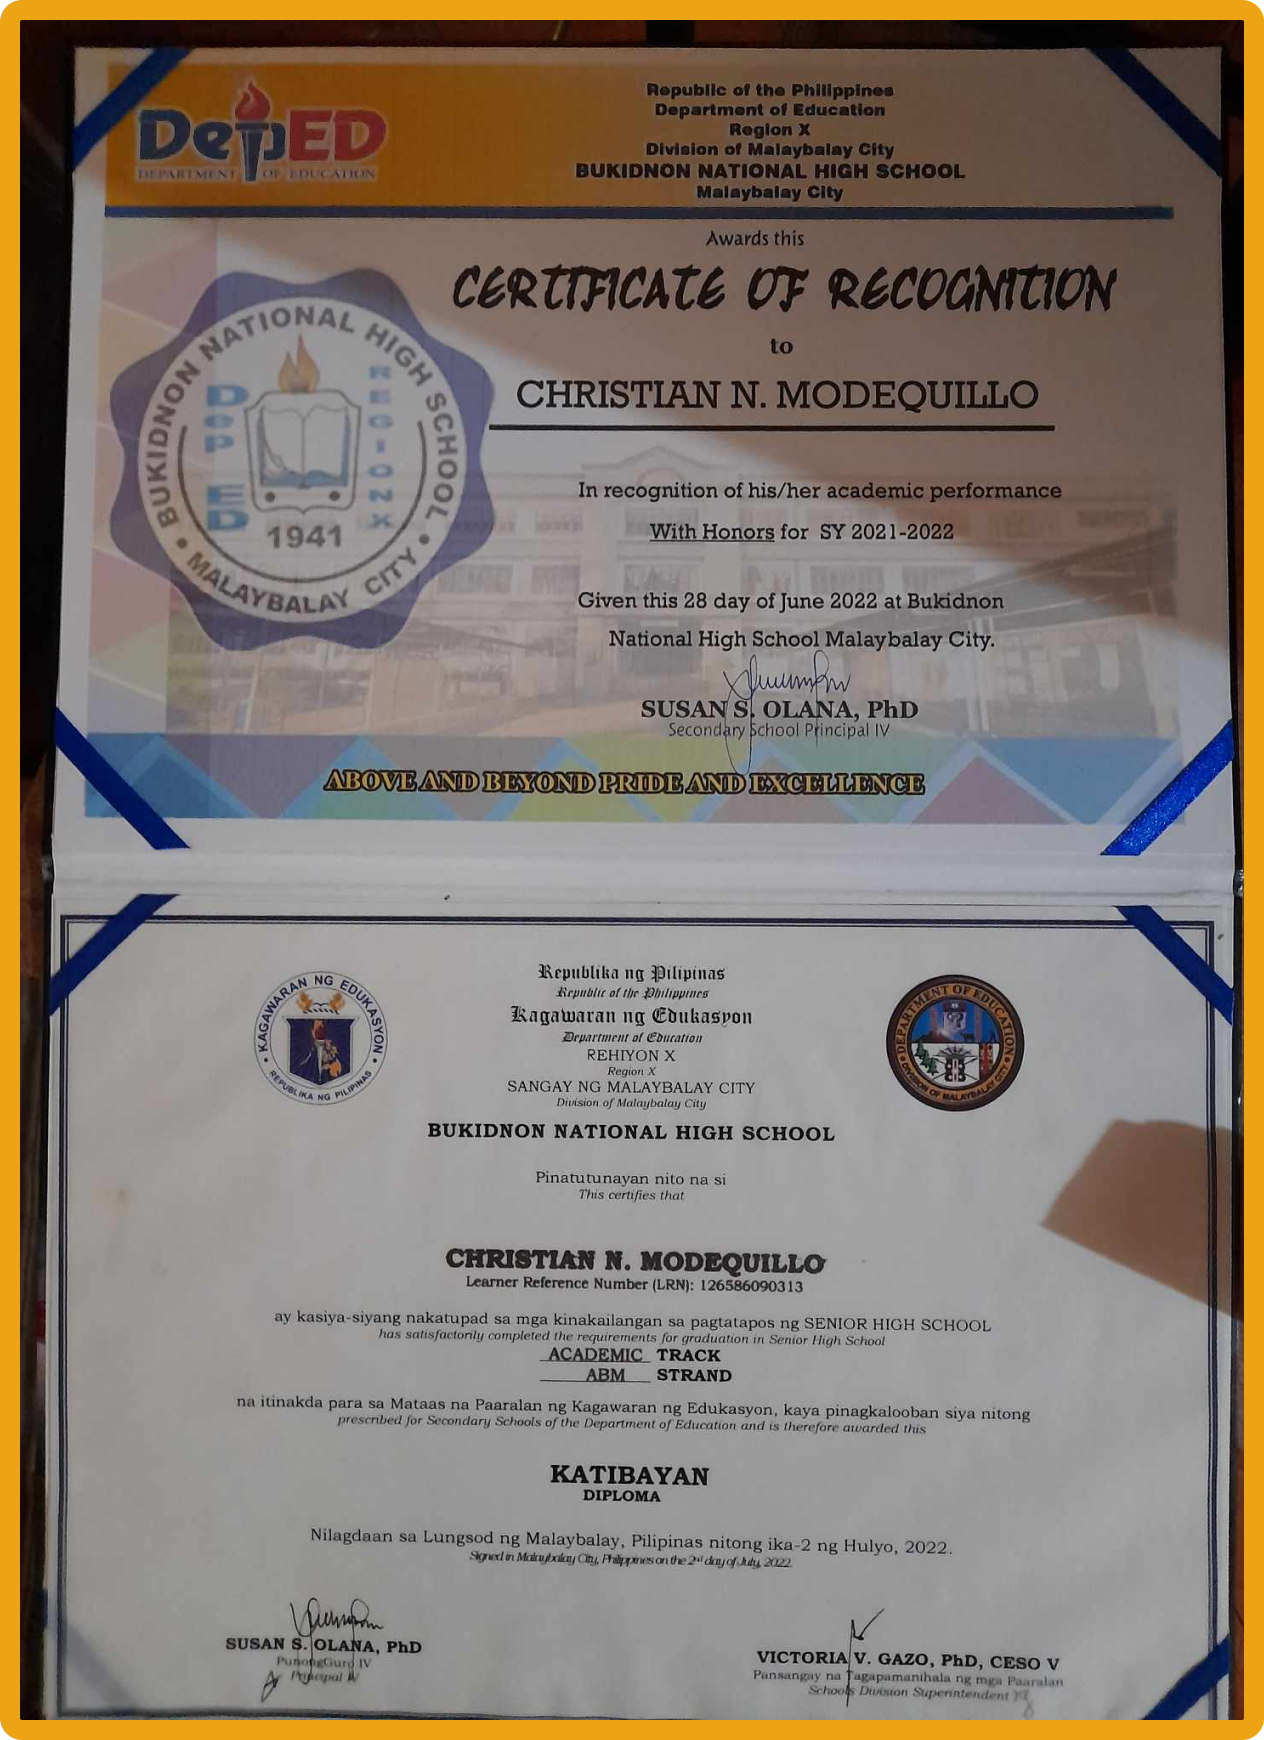 DepED
DEPARTMENT OF EDUCATION
Republic of the Philippines
Department of Education
Region X
Division of Malaybalay City
BUKIDNON NATIONAL HIGH SCHOOL
Malaybalay City
Awards this
CERTIFICATE OF RECOGNITION
to
CHRISTIAN N. MODEQUILLO
BUKIDNON NATIONAL HIGH SCHOOL
• MALAYBALAY CITY •
DepED
REGION X
1941
In recognition of his/her academic performance
With Honors for SY 2021-2022
Given this 28 day of June 2022 at Bukidnon
National High School Malaybalay City.
SUSAN S. OLANA, PhD
Secondary School Principal IV
ABOVE AND BEYOND PRIDE AND EXCELLENCE
• KAGAWARAN NG EDUKASYON •
REPUBLIKA NG PILIPINAS
Republika ng Pilipinas
Republic of the Philippines
Kagawaran ng Edukasyon
Department of Education
REHIYON X
Region X
SANGAY NG MALAYBALAY CITY
Division of Malaybalay City
DEPARTMENT OF EDUCATION
DIVISION OF MALAYBALAY CITY
BUKIDNON NATIONAL HIGH SCHOOL
Pinatutunayan nito na si
This certifies that
CHRISTIAN N. MODEQUILLO
Learner Reference Number (LRN): 126586090313
ay kasiya-siyang nakatupad sa mga kinakailangan sa pagtatapos ng SENIOR HIGH SCHOOL
has satisfactorily completed the requirements for graduation in Senior High School
ACADEMIC TRACK
ABM STRAND
na itinakda para sa Mataas na Paaralan ng Kagawaran ng Edukasyon, kaya pinagkalooban siya nitong
prescribed for Secondary Schools of the Department of Education and is therefore awarded this
KATIBAYAN
DIPLOMA
Nilagdaan sa Lungsod ng Malaybalay, Pilipinas nitong ika-2 ng Hulyo, 2022.
Signed in Malaybalay City, Philippines on the 2nd day of July, 2022.
SUSAN S. OLANA, PhD
PunongGuro IV
Principal IV
VICTORIA V. GAZO, PhD, CESO V
Pansangay na Tagapamanihala ng mga Paaralan
Schools Division Superintendent